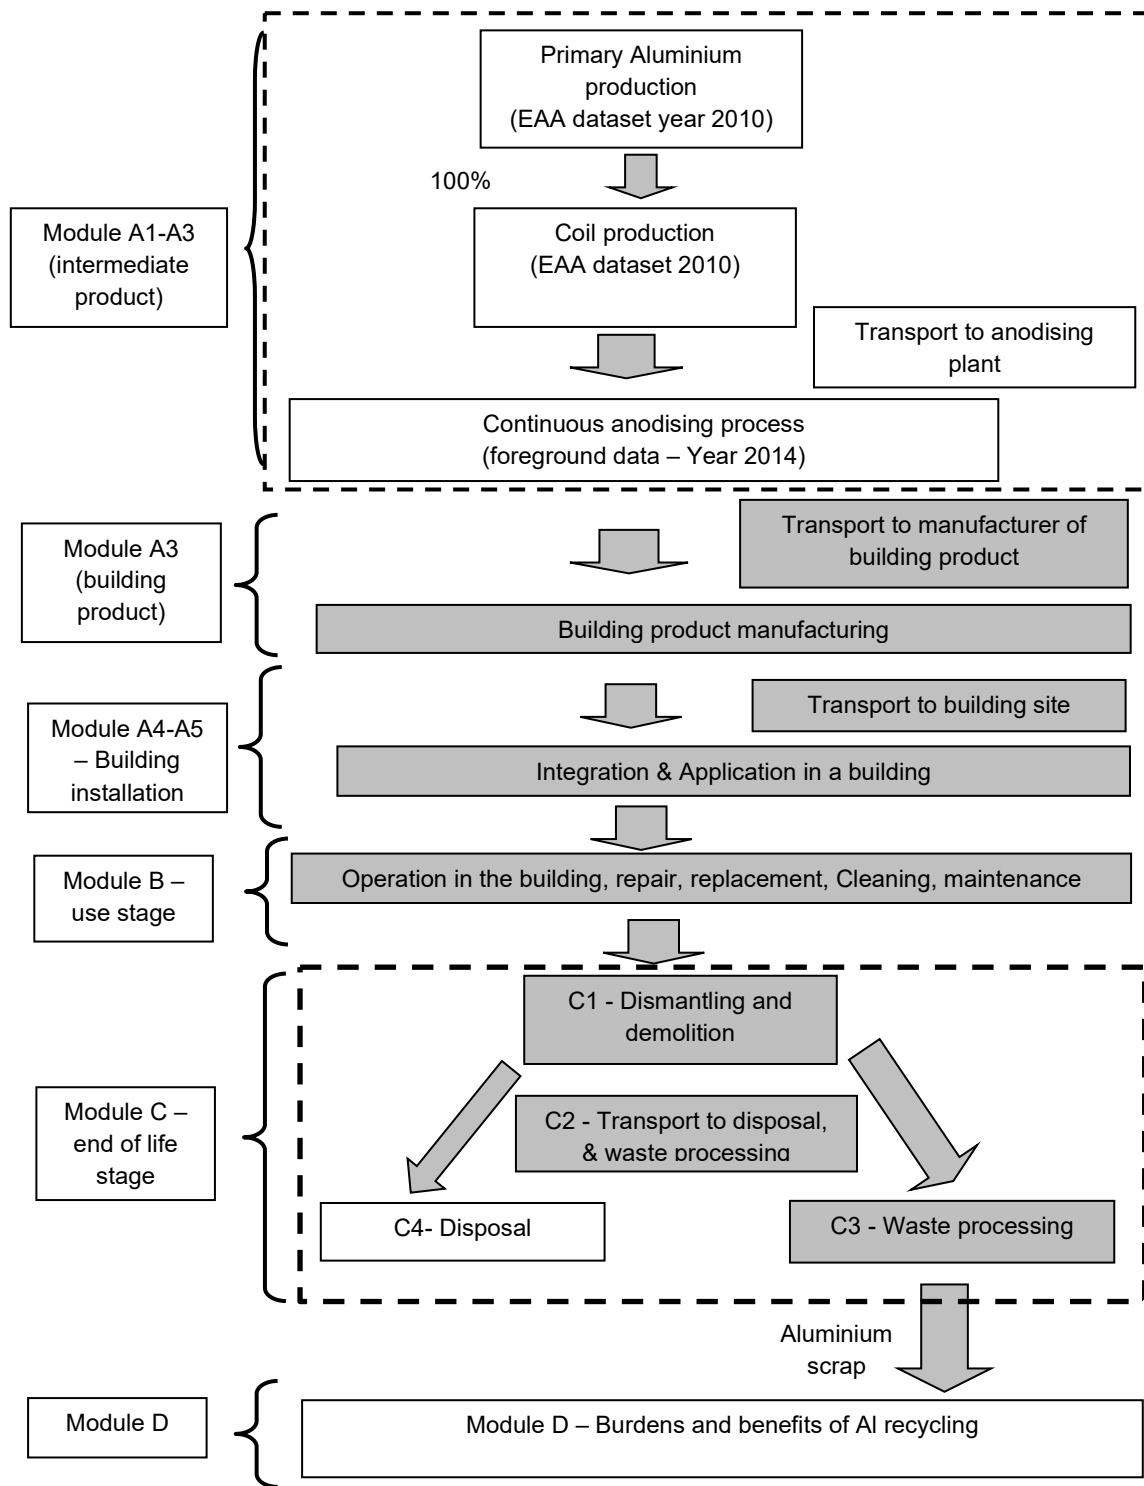 Primary Aluminium
production
(EAA dataset year 2010)
100%
Module A1-A3
(intermediate
product)
Coil production
(EAA dataset 2010)
Transport to anodising
plant
Continuous anodising process
(foreground data – Year 2014)
Module A3
(building
product)
Transport to manufacturer of
building product
Building product manufacturing
Module A4-A5
– Building
installation
Transport to building site
Integration & Application in a building
Module B –
use stage
Operation in the building, repair, replacement, Cleaning, maintenance
Module C –
end of life
stage
C1 - Dismantling and
demolition
C2 - Transport to disposal,
& waste processing
C4- Disposal
C3 - Waste processing
Aluminium
scrap
Module D
Module D – Burdens and benefits of Al recycling